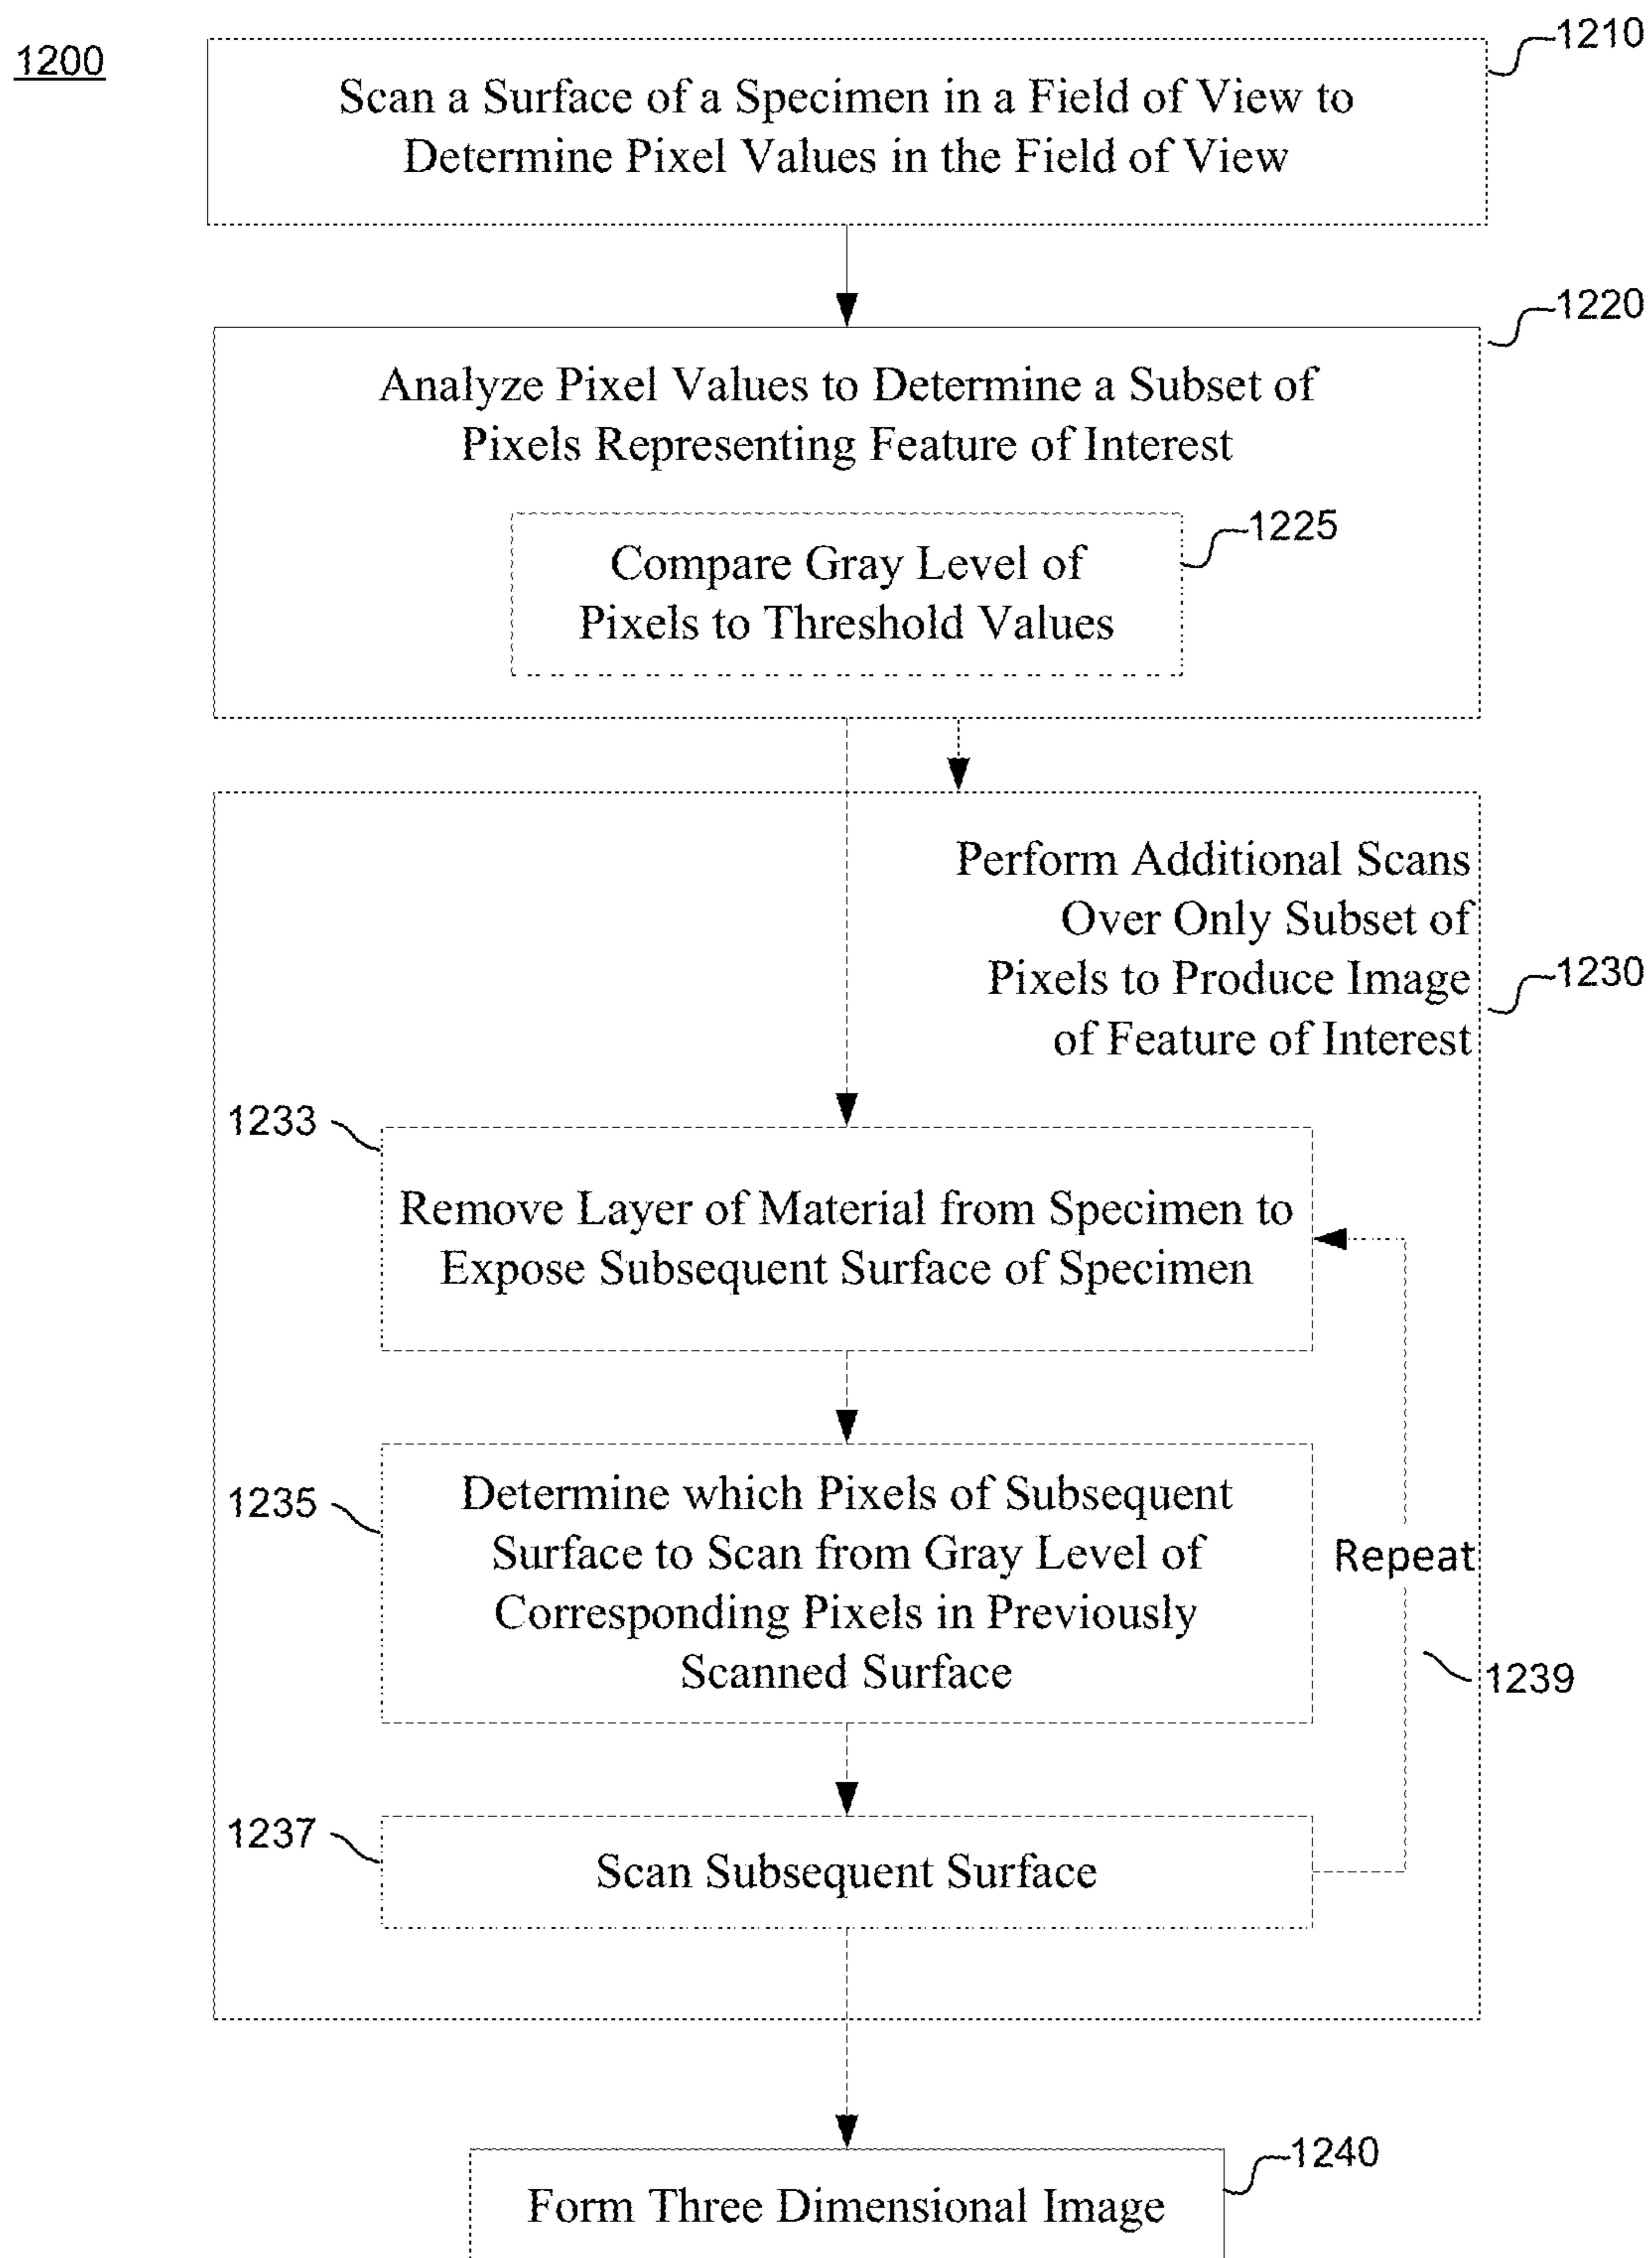 1200
1210
Scan a Surface of a Specimen in a Field of View to
Determine Pixel Values in the Field of View
1220
Analyze Pixel Values to Determine a Subset of
Pixels Representing Feature of Interest
1225
Compare Gray Level of
Pixels to Threshold Values
Perform Additional Scans
Over Only Subset of
Pixels to Produce Image
of Feature of Interest
1230
1233
Remove Layer of Material from Specimen to
Expose Subsequent Surface of Specimen
1235
Determine which Pixels of Subsequent
Surface to Scan from Gray Level of
Corresponding Pixels in Previously
Scanned Surface
Repeat
1239
1237
Scan Subsequent Surface
1240
Form Three Dimensional Image